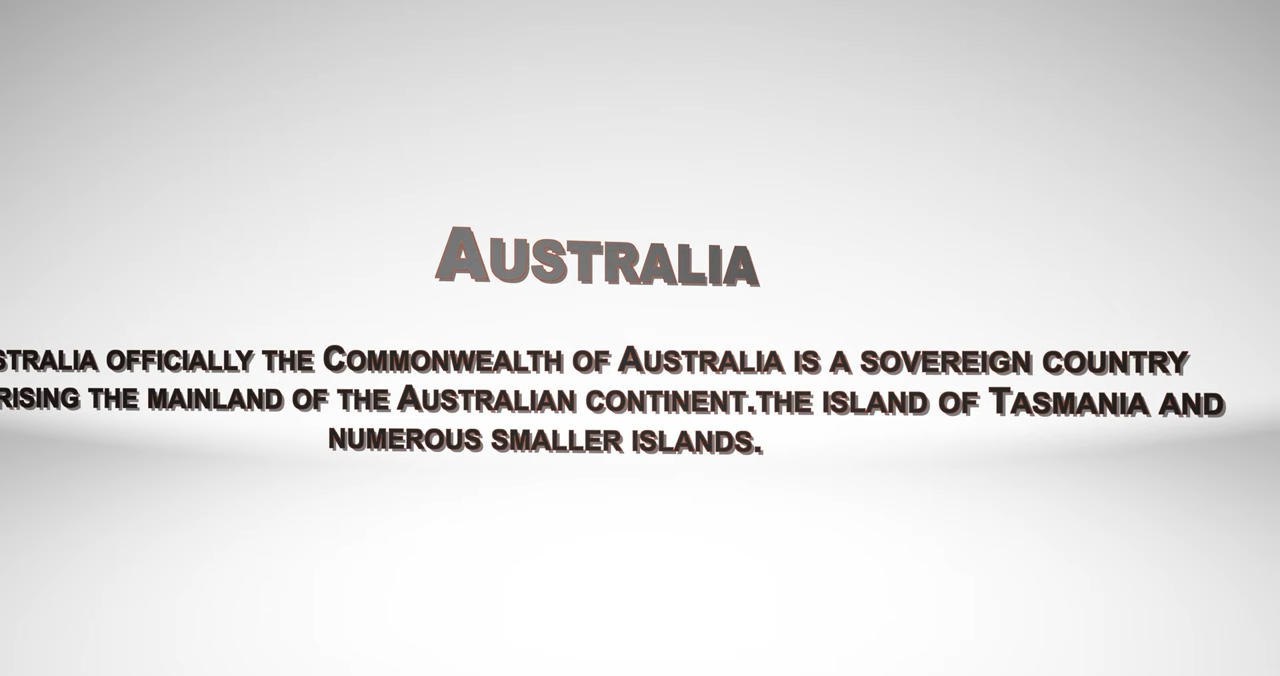 Australia
stralia officially the Commonwealth of Australia is a sovereign country
rising the mainland of the Australian continent.the island of Tasmania and
numerous smaller islands.